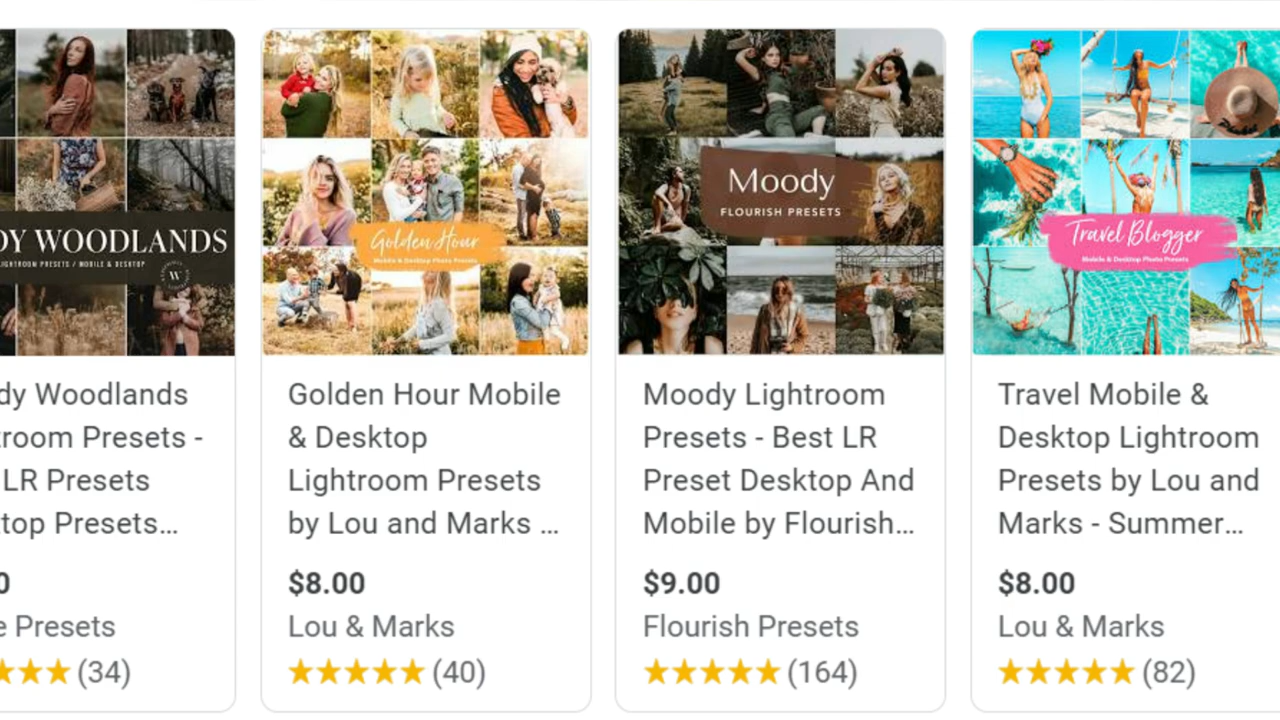 DY WOODLANDS
LIGHTROOM PRESETS / MOBILE & DESKTOP
W
dy Woodlands
troom Presets -
LR Presets
top Presets...
0
e Presets
(34)
Golden Hour
Mobile & Desktop Photo Presets
Golden Hour Mobile
& Desktop
Lightroom Presets
by Lou and Marks ...
$8.00
Lou & Marks
(40)
Moody
FLOURISH PRESETS
Moody Lightroom
Presets - Best LR
Preset Desktop And
Mobile by Flourish...
$9.00
Flourish Presets
(164)
Travel Blogger
Mobile & Desktop Photo Presets
Travel Mobile &
Desktop Lightroom
Presets by Lou and
Marks - Summer...
$8.00
Lou & Marks
(82)